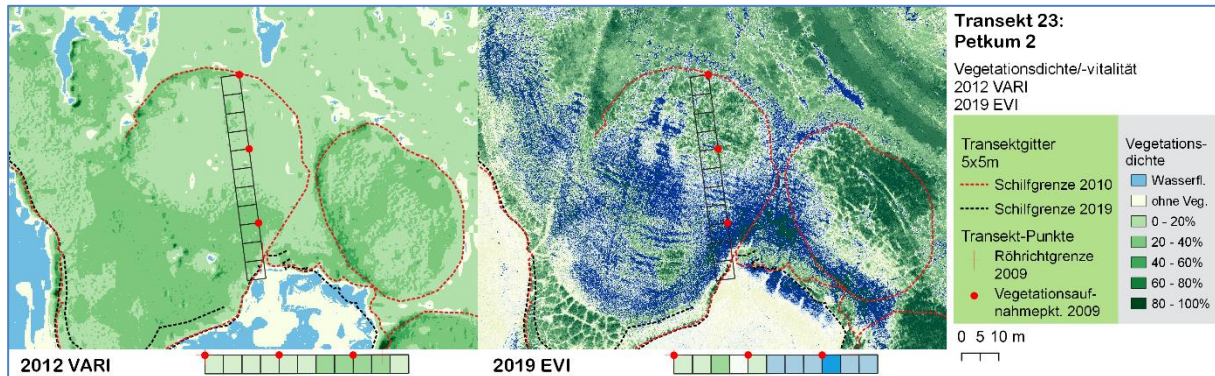 Transekt 23:
Petkum 2
Vegetationsdichte/-vitalität
2012 VARI
2019 EVI
Transektgitter
5x5m
Schilfgrenze 2010
Schilfgrenze 2019
Transekt-Punkte
Röhrichtgrenze
2009
Vegetationsauf-
nahmepkt. 2009
Vegetations-
dichte
Wasserfl.
ohne Veg.
0 - 20%
20 - 40%
40 - 60%
60 - 80%
80 - 100%
0 5 10 m
2012 VARI
2019 EVI